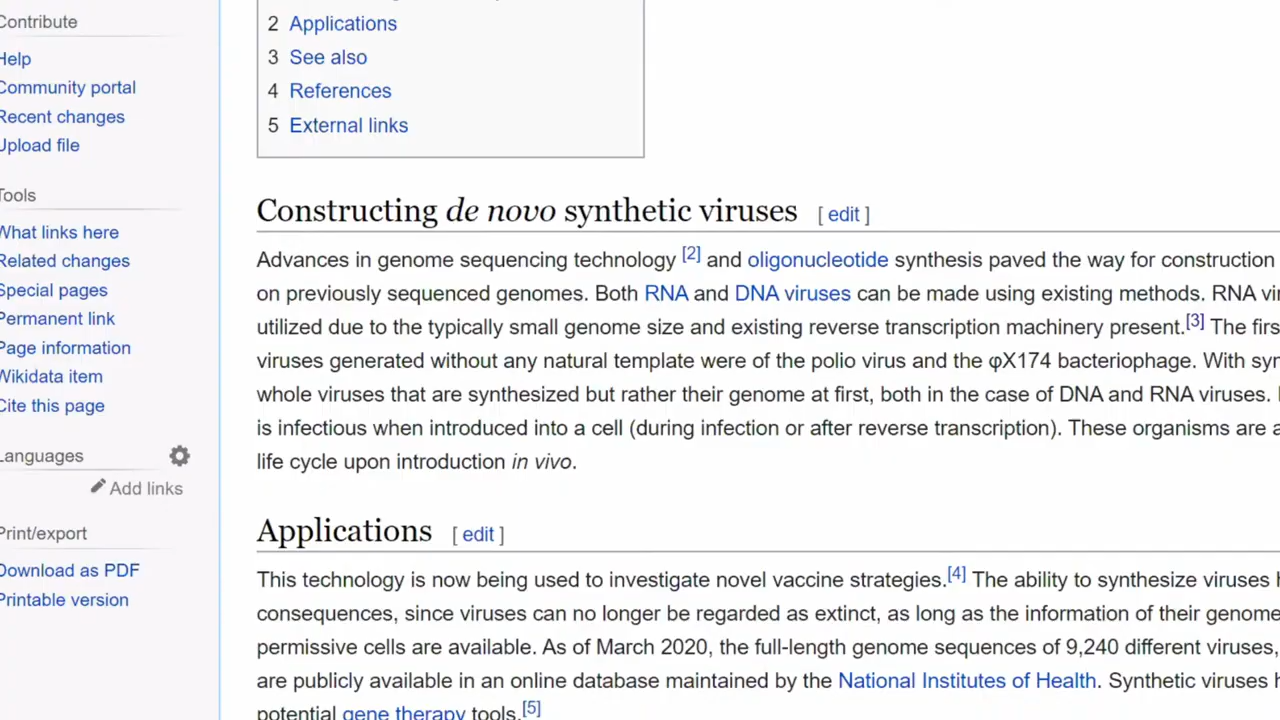 Contribute
Help
Community portal
Recent changes
Upload file
Tools
What links here
Related changes
Special pages
Permanent link
Page information
Wikidata item
Cite this page
Languages
Add links
Print/export
Download as PDF
Printable version
2 Applications
3 See also
4 References
5 External links
Constructing de novo synthetic viruses [ edit ]
Advances in genome sequencing technology [2] and oligonucleotide synthesis paved the way for construction
on previously sequenced genomes. Both RNA and DNA viruses can be made using existing methods. RNA
utilized due to the typically small genome size and existing reverse transcription machinery present.[3] The
viruses generated without any natural template were of the polio virus and the φX174 bacteriophage. With
whole viruses that are synthesized but rather their genome at first, both in the case of DNA and RNA viruses.
is infectious when introduced into a cell (during infection or after reverse transcription). These organisms are
life cycle upon introduction in vivo.
Applications [ edit ]
This technology is now being used to investigate novel vaccine strategies.[4] The ability to synthesize viruses
consequences, since viruses can no longer be regarded as extinct, as long as the information of their genome
permissive cells are available. As of March 2020, the full-length genome sequences of 9,240 different viruses,
are publicly available in an online database maintained by the National Institutes of Health. Synthetic viruses
potential gene therapy tools.[5]